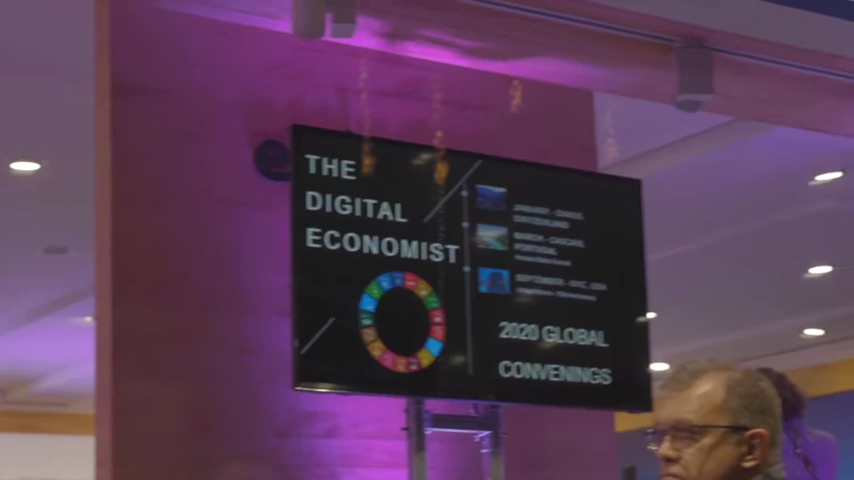 THE
DIGITAL
ECONOMIST
JANUARY - DAVOS
SWITZERLAND
MARCH - CASCAIS
PORTUGAL
SEPTEMBER - NYC, USA
2020 GLOBAL
CONVENINGS